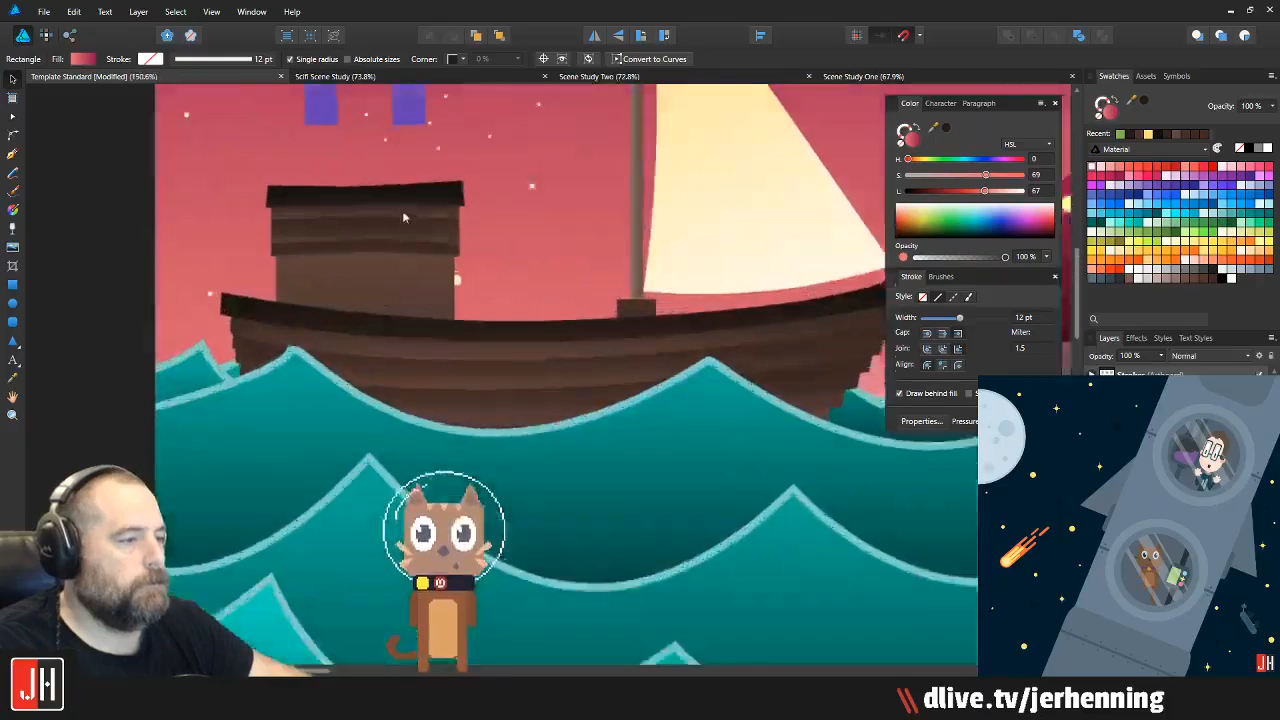 File Edit Text Layer Select View Window Help
Rectangle Fill: Stroke: 12 pt Single radius Absolute sizes Corner: 0 % Convert to Curves
Template Standard [Modified] (150.6%) × Scifi Scene Study (73.8%) × Scene Study Two (72.8%) × Scene Study One (67.9%) ×
Swatches Assets Symbols
Color Character Paragraph
Opacity: 100 %
HSL
Recent:
Material
H: 0
S: 69
L: 67
Opacity
100 %
Stroke Brushes
Style:
Width: 12 pt
Cap: Miter:
Join: 1.5
Align:
Draw behind fill
Properties...
Layers Effects Styles Text Styles
Opacity: 100 % Normal
JH
JH
\\ dlive.tv/jerhenning